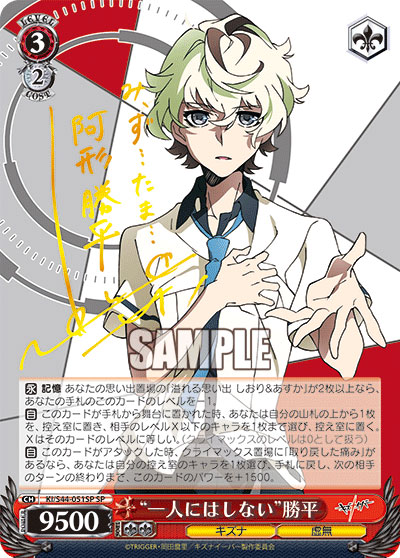 LEVEL
3
2
COST
みず…たま…
阿形勝平
SAMPLE
永 記憶 あなたの思い出置場の「溢れる思い出 しおり&あすか」が2枚以上なら、
あなたの手札のこのカードのレベルを－1。
自 このカードが手札から舞台に置かれた時、あなたは自分の山札の上から1枚
を、控え室に置き、相手のレベルX以下のキャラを1枚まで選び、控え室に置く。
Xはそのカードのレベルに等しい。（クライマックスのレベルは0として扱う）
自 このカードがアタックした時、クライマックス置場に「取り戻した痛み」が
あるなら、あなたは自分の控え室のキャラを1枚選び、手札に戻し、次の相手
のターンの終わりまで、このカードのパワーを＋1500。
CH
KI/S44-051SP SP
“一人にはしない”勝平
キズナイーバー
9500
キズナ
虚無
©TRIGGER・岡田麿里／キズナイーバー製作委員会